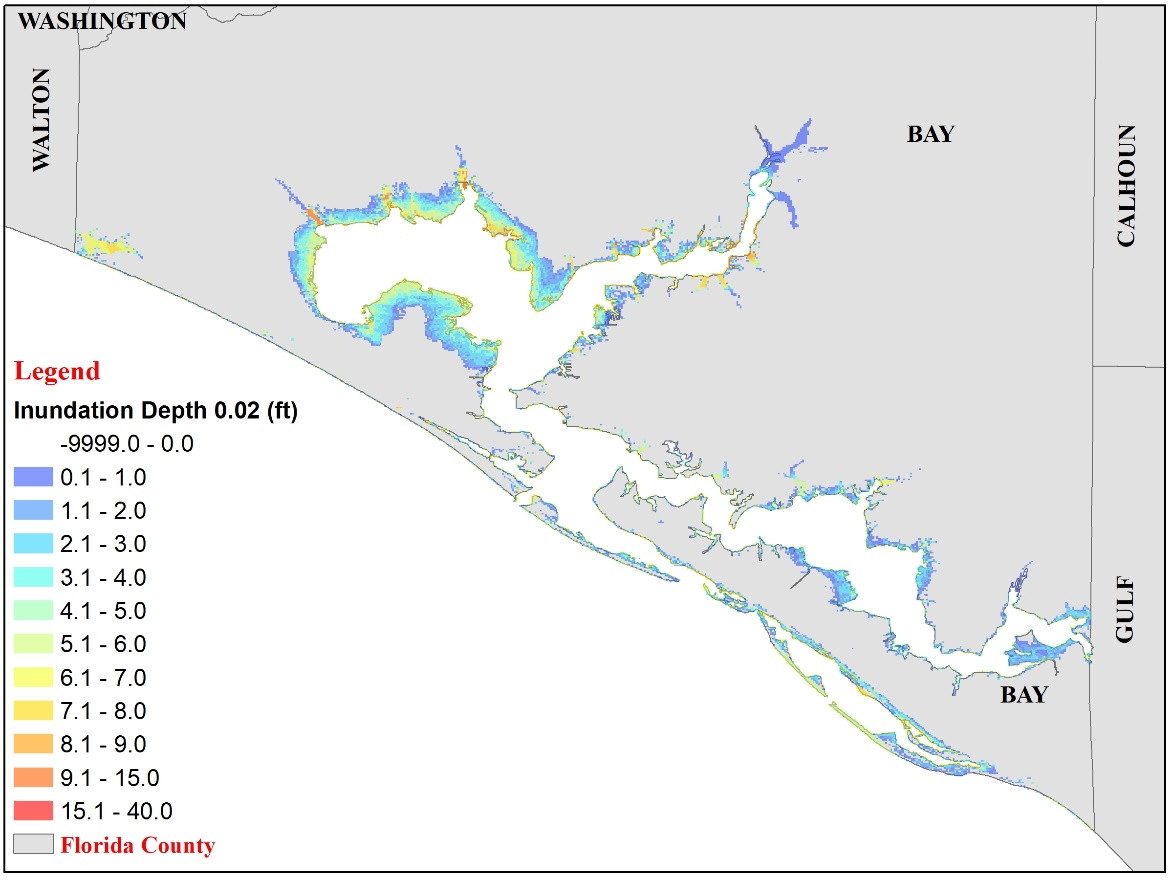 WASHINGTON
WALTON
BAY
CALHOUN
Legend
Inundation Depth 0.02 (ft)
-9999.0 - 0.0
0.1 - 1.0
1.1 - 2.0
2.1 - 3.0
3.1 - 4.0
4.1 - 5.0
5.1 - 6.0
6.1 - 7.0
7.1 - 8.0
8.1 - 9.0
9.1 - 15.0
15.1 - 40.0
Florida County
GULF
BAY